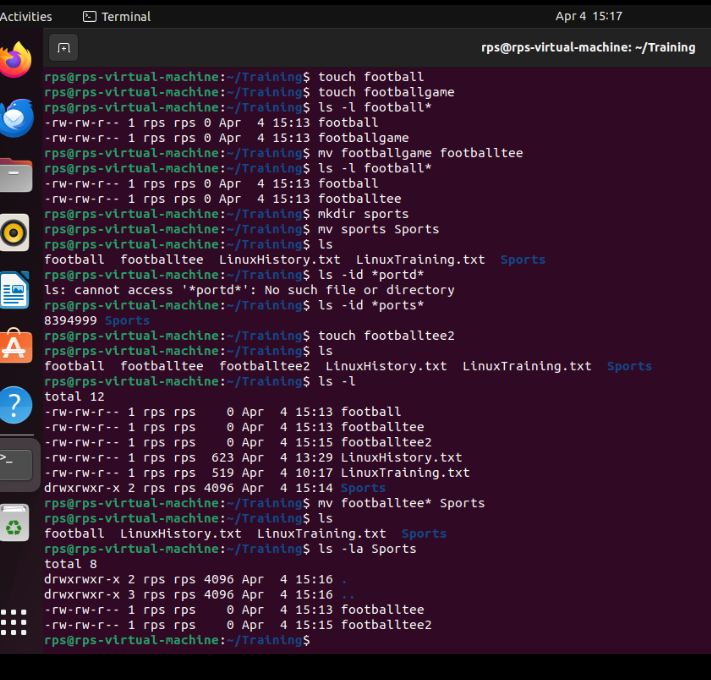 Activities Terminal Apr 4 15:17
rps@rps-virtual-machine: ~/Training
rps@rps-virtual-machine:~/Training$ touch football
rps@rps-virtual-machine:~/Training$ touch footballgame
rps@rps-virtual-machine:~/Training$ ls -l football*
-rw-rw-r-- 1 rps rps 0 Apr  4 15:13 football
-rw-rw-r-- 1 rps rps 0 Apr  4 15:13 footballgame
rps@rps-virtual-machine:~/Training$ mv footballgame footballtee
rps@rps-virtual-machine:~/Training$ ls -l football*
-rw-rw-r-- 1 rps rps 0 Apr  4 15:13 football
-rw-rw-r-- 1 rps rps 0 Apr  4 15:13 footballtee
rps@rps-virtual-machine:~/Training$ mkdir sports
rps@rps-virtual-machine:~/Training$ mv sports Sports
rps@rps-virtual-machine:~/Training$ ls
football  footballtee  LinuxHistory.txt  LinuxTraining.txt  Sports
rps@rps-virtual-machine:~/Training$ ls -id *portd*
ls: cannot access '*portd*': No such file or directory
rps@rps-virtual-machine:~/Training$ ls -id *ports*
8394999 Sports
rps@rps-virtual-machine:~/Training$ touch footballtee2
rps@rps-virtual-machine:~/Training$ ls
football  footballtee  footballtee2  LinuxHistory.txt  LinuxTraining.txt  Sports
rps@rps-virtual-machine:~/Training$ ls -l
total 12
-rw-rw-r-- 1 rps rps    0 Apr  4 15:13 football
-rw-rw-r-- 1 rps rps    0 Apr  4 15:13 footballtee
-rw-rw-r-- 1 rps rps    0 Apr  4 15:15 footballtee2
-rw-rw-r-- 1 rps rps  623 Apr  4 13:29 LinuxHistory.txt
-rw-rw-r-- 1 rps rps  519 Apr  4 10:17 LinuxTraining.txt
drwxrwxr-x 2 rps rps 4096 Apr  4 15:14 Sports
rps@rps-virtual-machine:~/Training$ mv footballtee* Sports
rps@rps-virtual-machine:~/Training$ ls
football  LinuxHistory.txt  LinuxTraining.txt  Sports
rps@rps-virtual-machine:~/Training$ ls -la Sports
total 8
drwxrwxr-x 2 rps rps 4096 Apr  4 15:16 .
drwxrwxr-x 3 rps rps 4096 Apr  4 15:16 ..
-rw-rw-r-- 1 rps rps    0 Apr  4 15:13 footballtee
-rw-rw-r-- 1 rps rps    0 Apr  4 15:15 footballtee2
rps@rps-virtual-machine:~/Training$